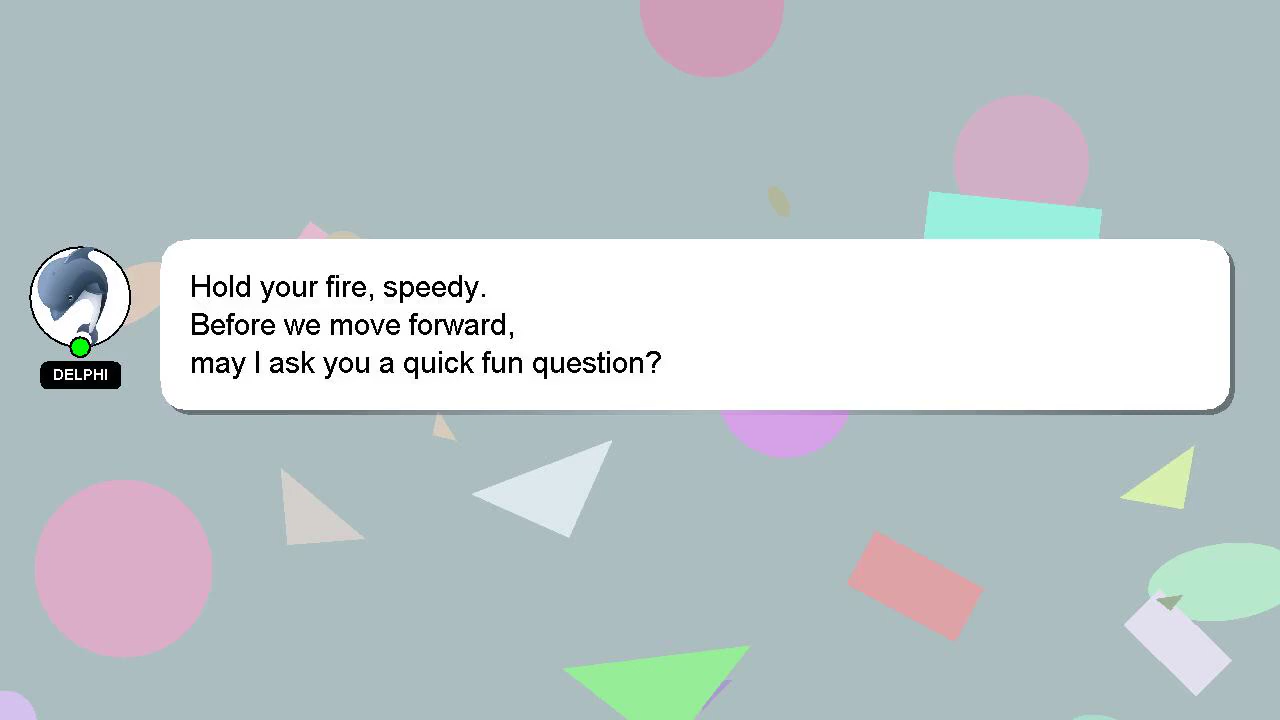 Hold your fire, speedy.
Before we move forward,
may I ask you a quick fun question?
DELPHI